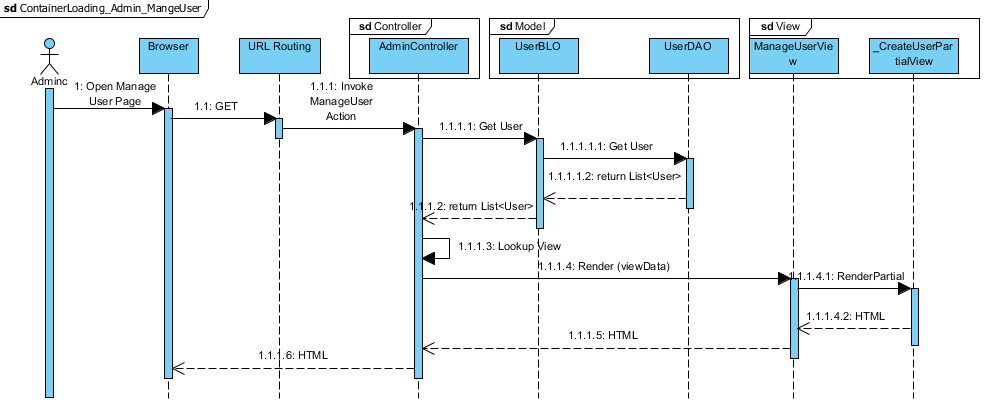 sd ContainerLoading_Admin_MangeUser
sd Controller
sd Model
sd View
Browser
URL Routing
AdminController
UserBLO
UserDAO
ManageUserVie
w
_CreateUserPar
tialView
Adminc
1: Open Manage
User Page
1.1: GET
1.1.1: Invoke
ManageUser
Action
1.1.1.1: Get User
1.1.1.1.1: Get User
1.1.1.1.2: return List<User>
1.1.1.2: return List<User>
1.1.1.3: Lookup View
1.1.1.4: Render (viewData)
1.1.1.4.1: RenderPartial
1.1.1.4.2: HTML
1.1.1.5: HTML
1.1.1.6: HTML